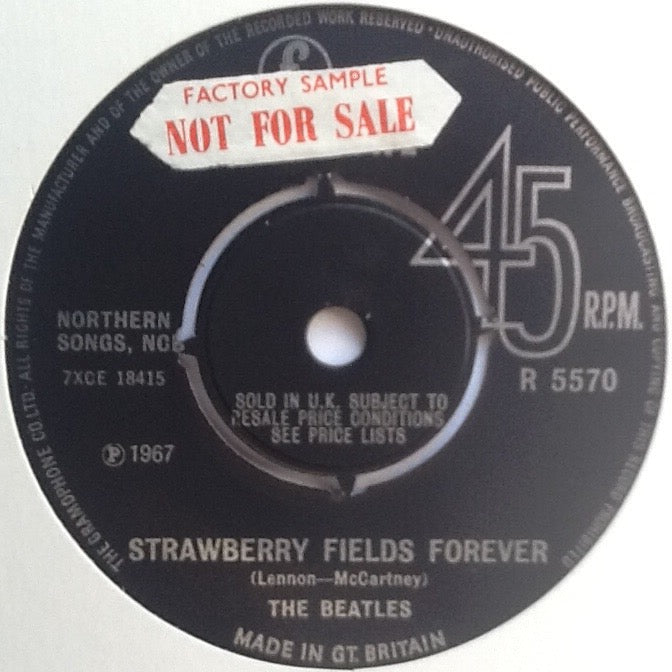 THE GRAMOPHONE CO. LTD. ALL RIGHTS OF THE MANUFACTURER AND OF THE OWNER OF THE RECORDED WORK RESERVED · UNAUTHORISED PUBLIC PERFORMANCE BROADCASTING AND COPYING OF THIS RECORD PROHIBITED
FACTORY SAMPLE
NOT FOR SALE
45
R.P.M.
NORTHERN
SONGS, NCB
7XCE 18415
R 5570
SOLD IN U.K. SUBJECT TO
RESALE PRICE CONDITIONS,
SEE PRICE LISTS
Ⓟ 1967
STRAWBERRY FIELDS FOREVER
(Lennon—McCartney)
THE BEATLES
MADE IN GT. BRITAIN